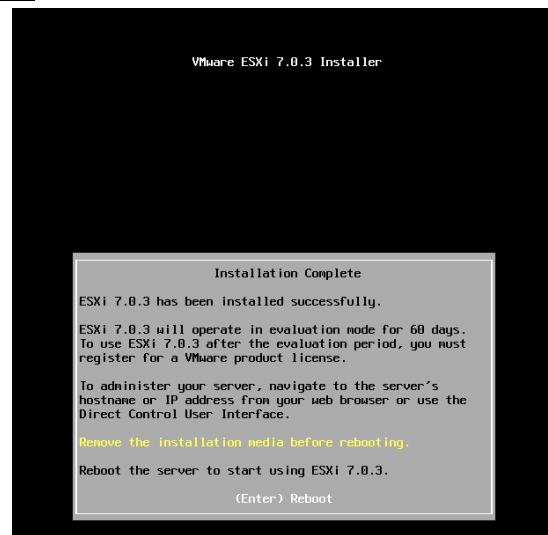 VMware ESXi 7.0.3 Installer
Installation Complete
ESXi 7.0.3 has been installed successfully.
ESXi 7.0.3 will operate in evaluation mode for 60 days.
To use ESXi 7.0.3 after the evaluation period, you must
register for a VMware product license.
To administer your server, navigate to the server's
hostname or IP address from your web browser or use the
Direct Control User Interface.
Remove the installation media before rebooting.
Reboot the server to start using ESXi 7.0.3.
(Enter) Reboot